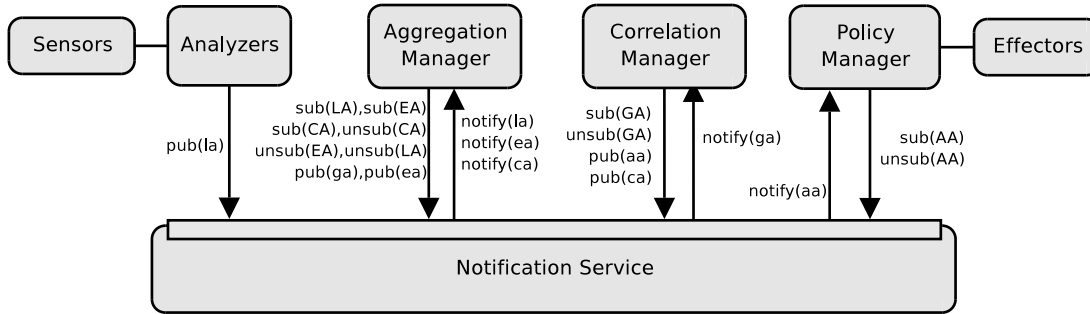 Sensors
Analyzers
Aggregation
Manager
Correlation
Manager
Policy
Manager
Effectors
pub(la)
sub(LA),sub(EA)
sub(CA),unsub(CA)
unsub(EA),unsub(LA)
pub(ga),pub(ea)
notify(la)
notify(ea)
notify(ca)
sub(GA)
unsub(GA)
pub(aa)
pub(ca)
notify(ga)
notify(aa)
sub(AA)
unsub(AA)
Notification Service